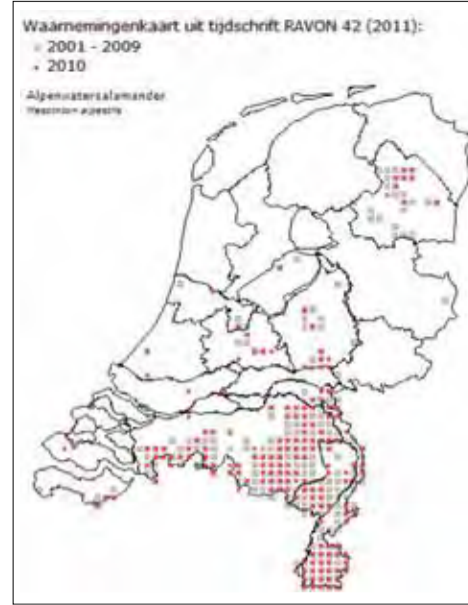 Waarnemingenkaart uit tijdschrift RAVON 42 (2011):
2001 - 2009
2010
Alpenwatersalamander